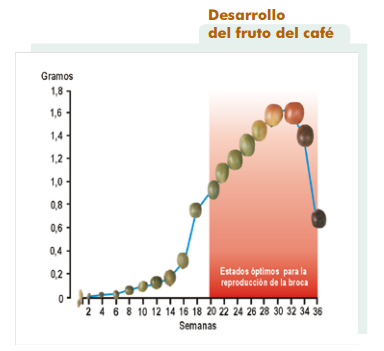 Desarrollo
del fruto del café
Gramos
1,8
1,6
1,4
1,2
1,0
0,8
0,6
0,4
0,2
0
Estados óptimos para la
reproducción de la broca
2 4 6 8 10 12 14 16 18 20 22 24 26 28 30 32 34 36
Semanas